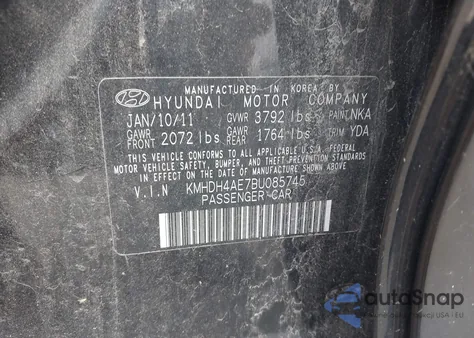 MANUFACTURED IN KOREA BY
HYUNDAI MOTOR COMPANY
JAN/10/11 GVWR 3792 lbs PAINT NKA
GAWR FRONT 2072 lbs GAWR REAR 1764 lbs TRIM YDA
THIS VEHICLE CONFORMS TO ALL APPLICABLE U.S.A. FEDERAL
MOTOR VEHICLE SAFETY, BUMPER, AND THEFT PREVENTION
STANDARDS IN EFFECT ON THE DATE OF MANUFACTURE
SHOWN ABOVE.
V.I.N KMHDH4AE7BU085745
PASSENGER CAR
autoSnap
USA | EU